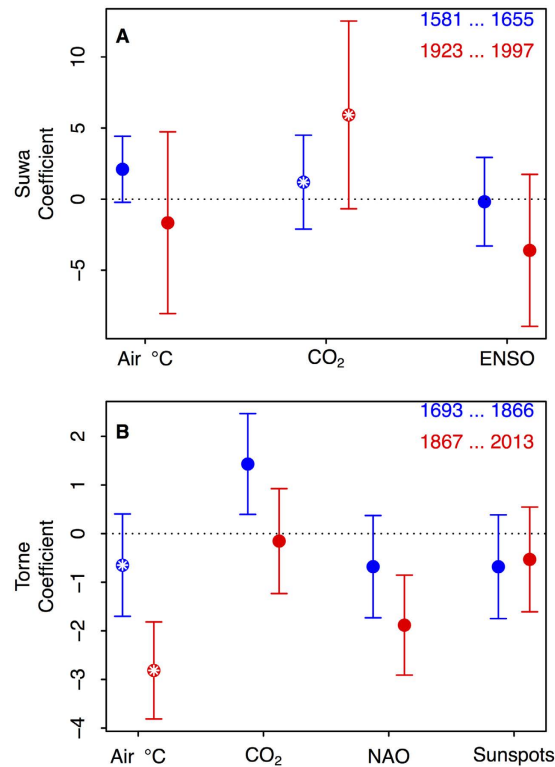 A
1581 ... 1655
1923 ... 1997
Suwa
Coefficient
10
5
0
−5
Air °C
CO₂
ENSO
B
1693 ... 1866
1867 ... 2013
Torne
Coefficient
2
1
0
−1
−2
−3
−4
Air °C
CO₂
NAO
Sunspots